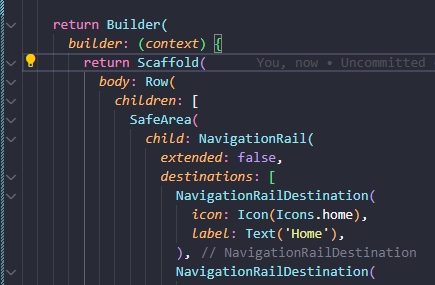 return Builder(
builder: (context) {
return Scaffold( You, now • Uncommitted
body: Row(
children: [
SafeArea(
child: NavigationRail(
extended: false,
destinations: [
NavigationRailDestination(
icon: Icon(Icons.home),
label: Text('Home'),
), // NavigationRailDestination
NavigationRailDestination(